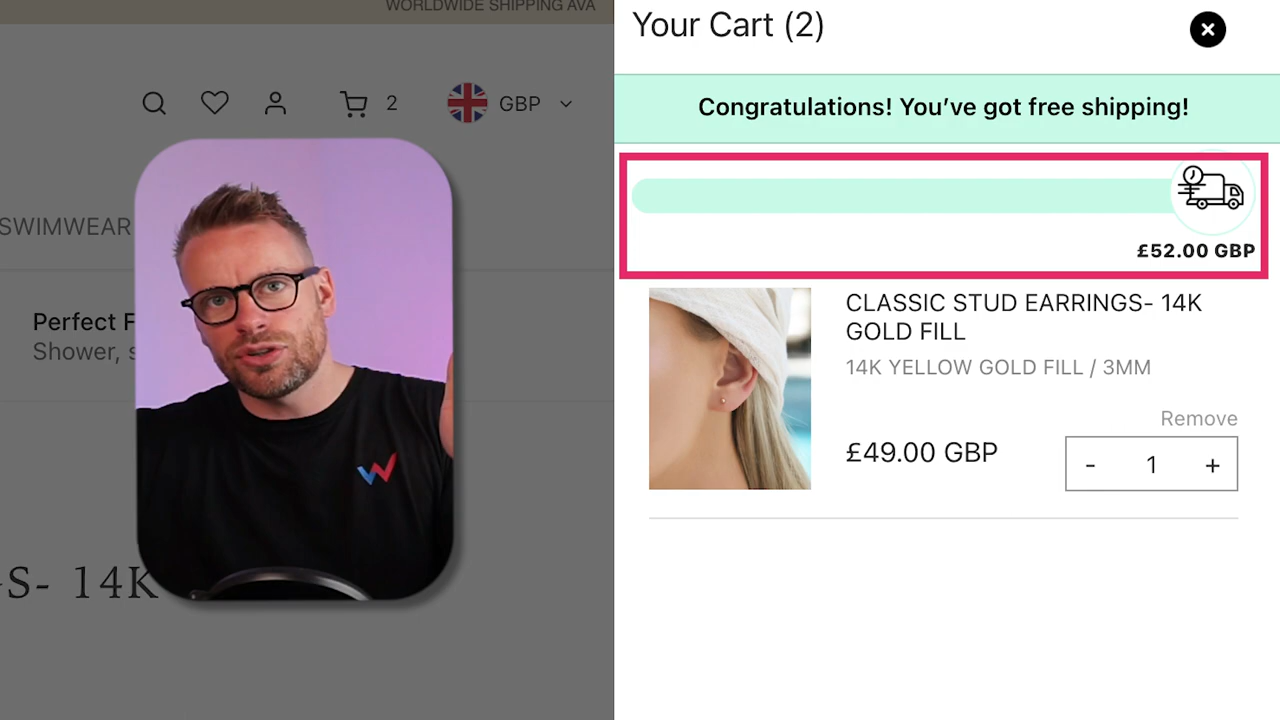 WORLDWIDE SHIPPING AVA
2
GBP
SWIMWEAR
Perfect F
Shower, s
S- 14K
Your Cart (2)
Congratulations! You’ve got free shipping!
£52.00 GBP
CLASSIC STUD EARRINGS- 14K
GOLD FILL
14K YELLOW GOLD FILL / 3MM
Remove
£49.00 GBP
- 1 +